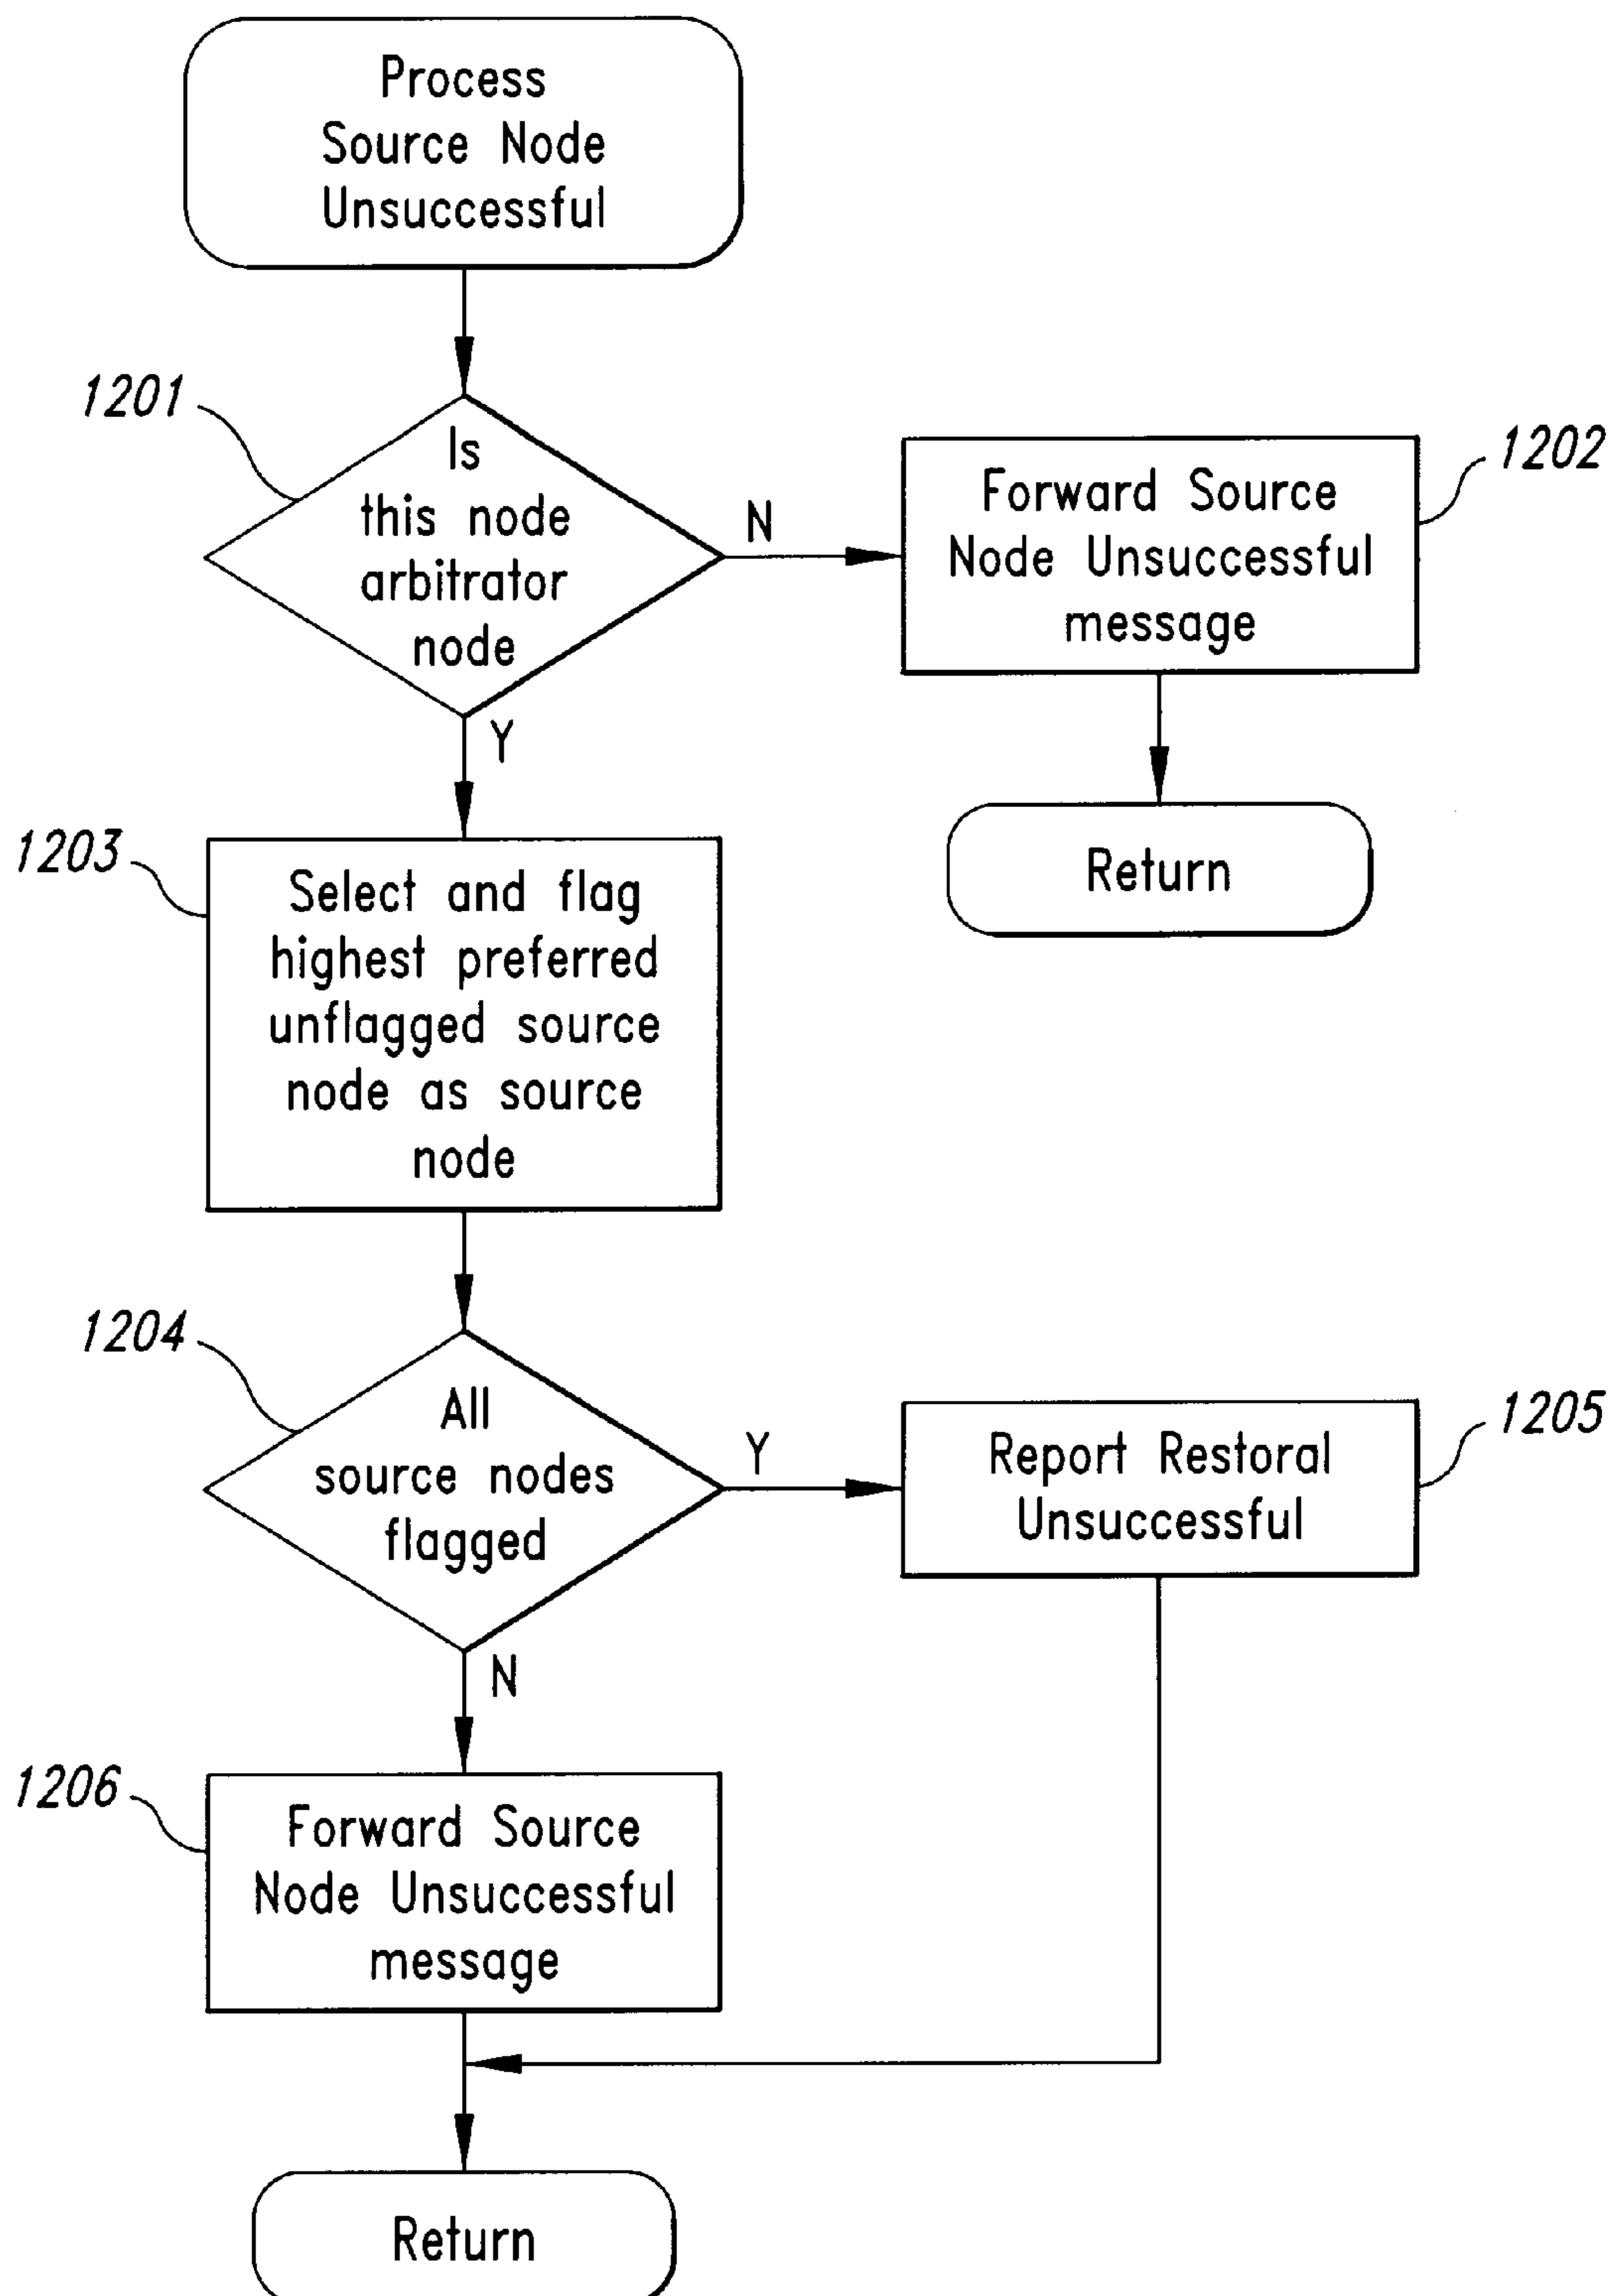 Process
Source Node
Unsuccessful
1201
Is
this node
arbitrator
node
N
Y
1202
Forward Source
Node Unsuccessful
message
Return
1203
Select and flag
highest preferred
unflagged source
node as source
node
1204
All
source nodes
flagged
Y
N
1205
Report Restoral
Unsuccessful
1206
Forward Source
Node Unsuccessful
message
Return